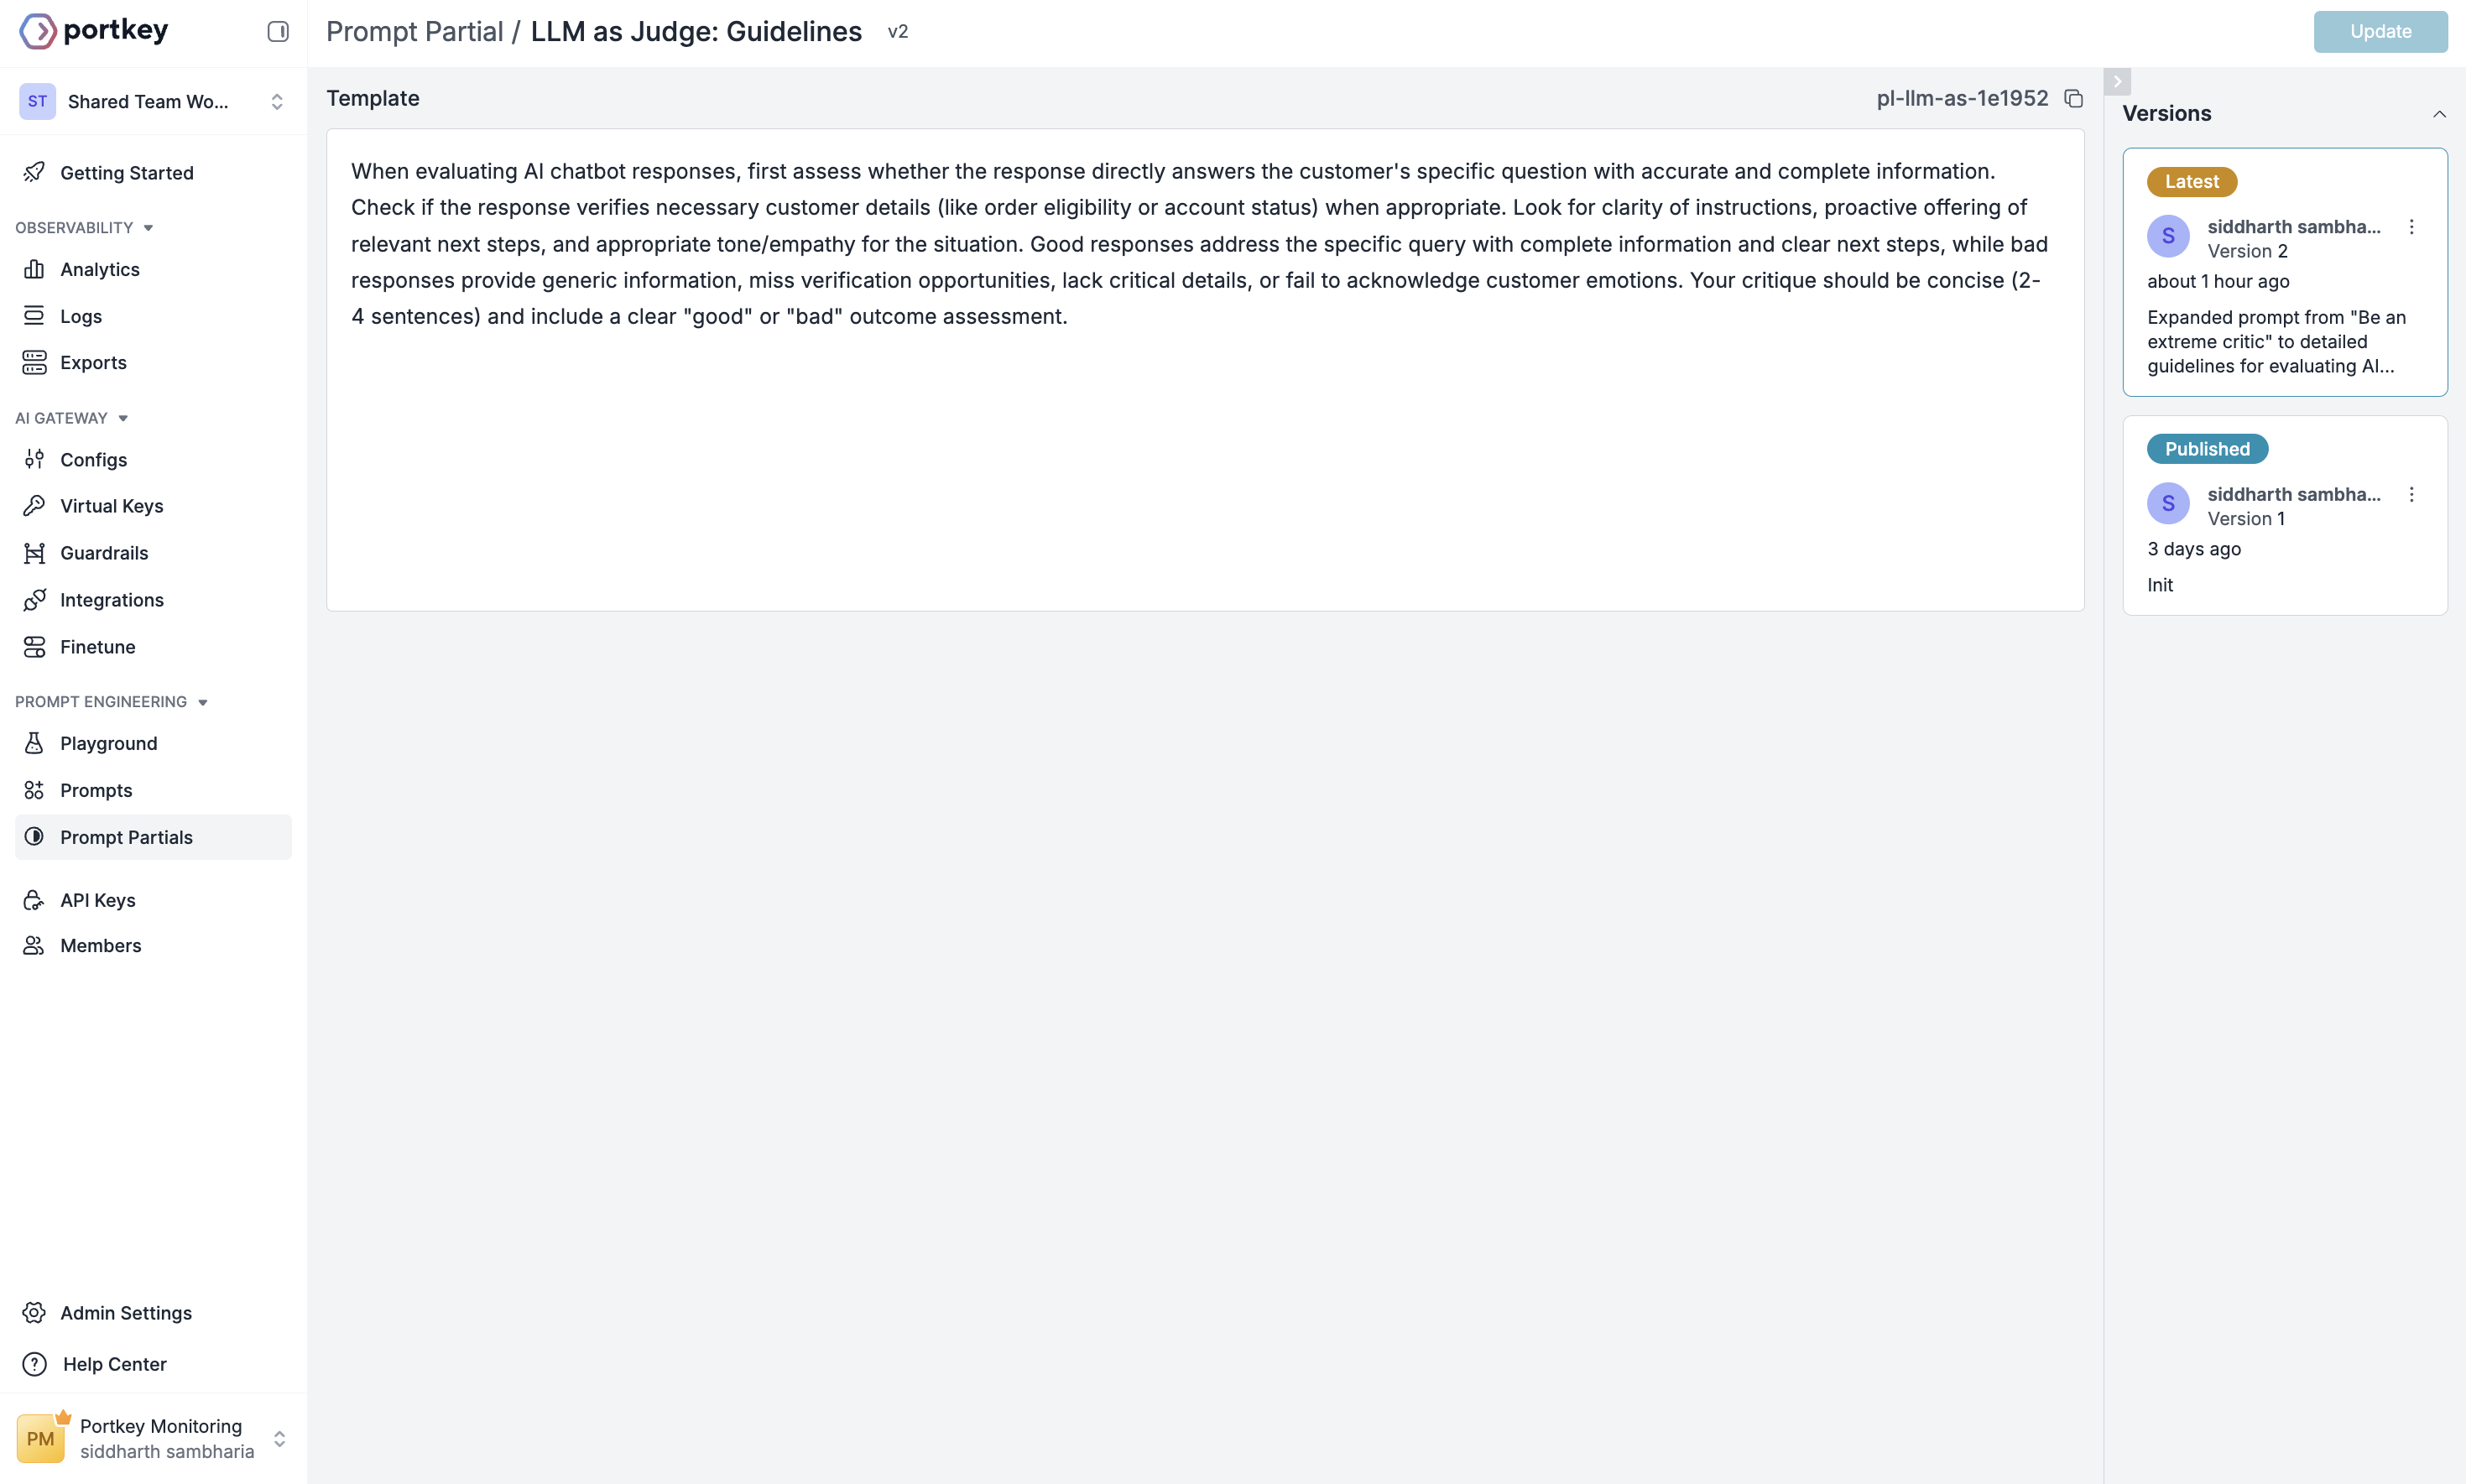 portkey
ST Shared Team Wo...
Getting Started
OBSERVABILITY
Analytics
Logs
Exports
AI GATEWAY
Configs
Virtual Keys
Guardrails
Integrations
Finetune
PROMPT ENGINEERING
Playground
Prompts
Prompt Partials
API Keys
Members
Admin Settings
Help Center
PM Portkey Monitoring
siddharth sambharia
Prompt Partial / LLM as Judge: Guidelines v2
Update
Template
pl-llm-as-1e1952
When evaluating AI chatbot responses, first assess whether the response directly answers the customer's specific question with accurate and complete information.
Check if the response verifies necessary customer details (like order eligibility or account status) when appropriate. Look for clarity of instructions, proactive offering of
relevant next steps, and appropriate tone/empathy for the situation. Good responses address the specific query with complete information and clear next steps, while bad
responses provide generic information, miss verification opportunities, lack critical details, or fail to acknowledge customer emotions. Your critique should be concise (2-
4 sentences) and include a clear "good" or "bad" outcome assessment.
Versions
Latest
S siddharth sambha...
Version 2
about 1 hour ago
Expanded prompt from "Be an
extreme critic" to detailed
guidelines for evaluating AI...
Published
S siddharth sambha...
Version 1
3 days ago
Init